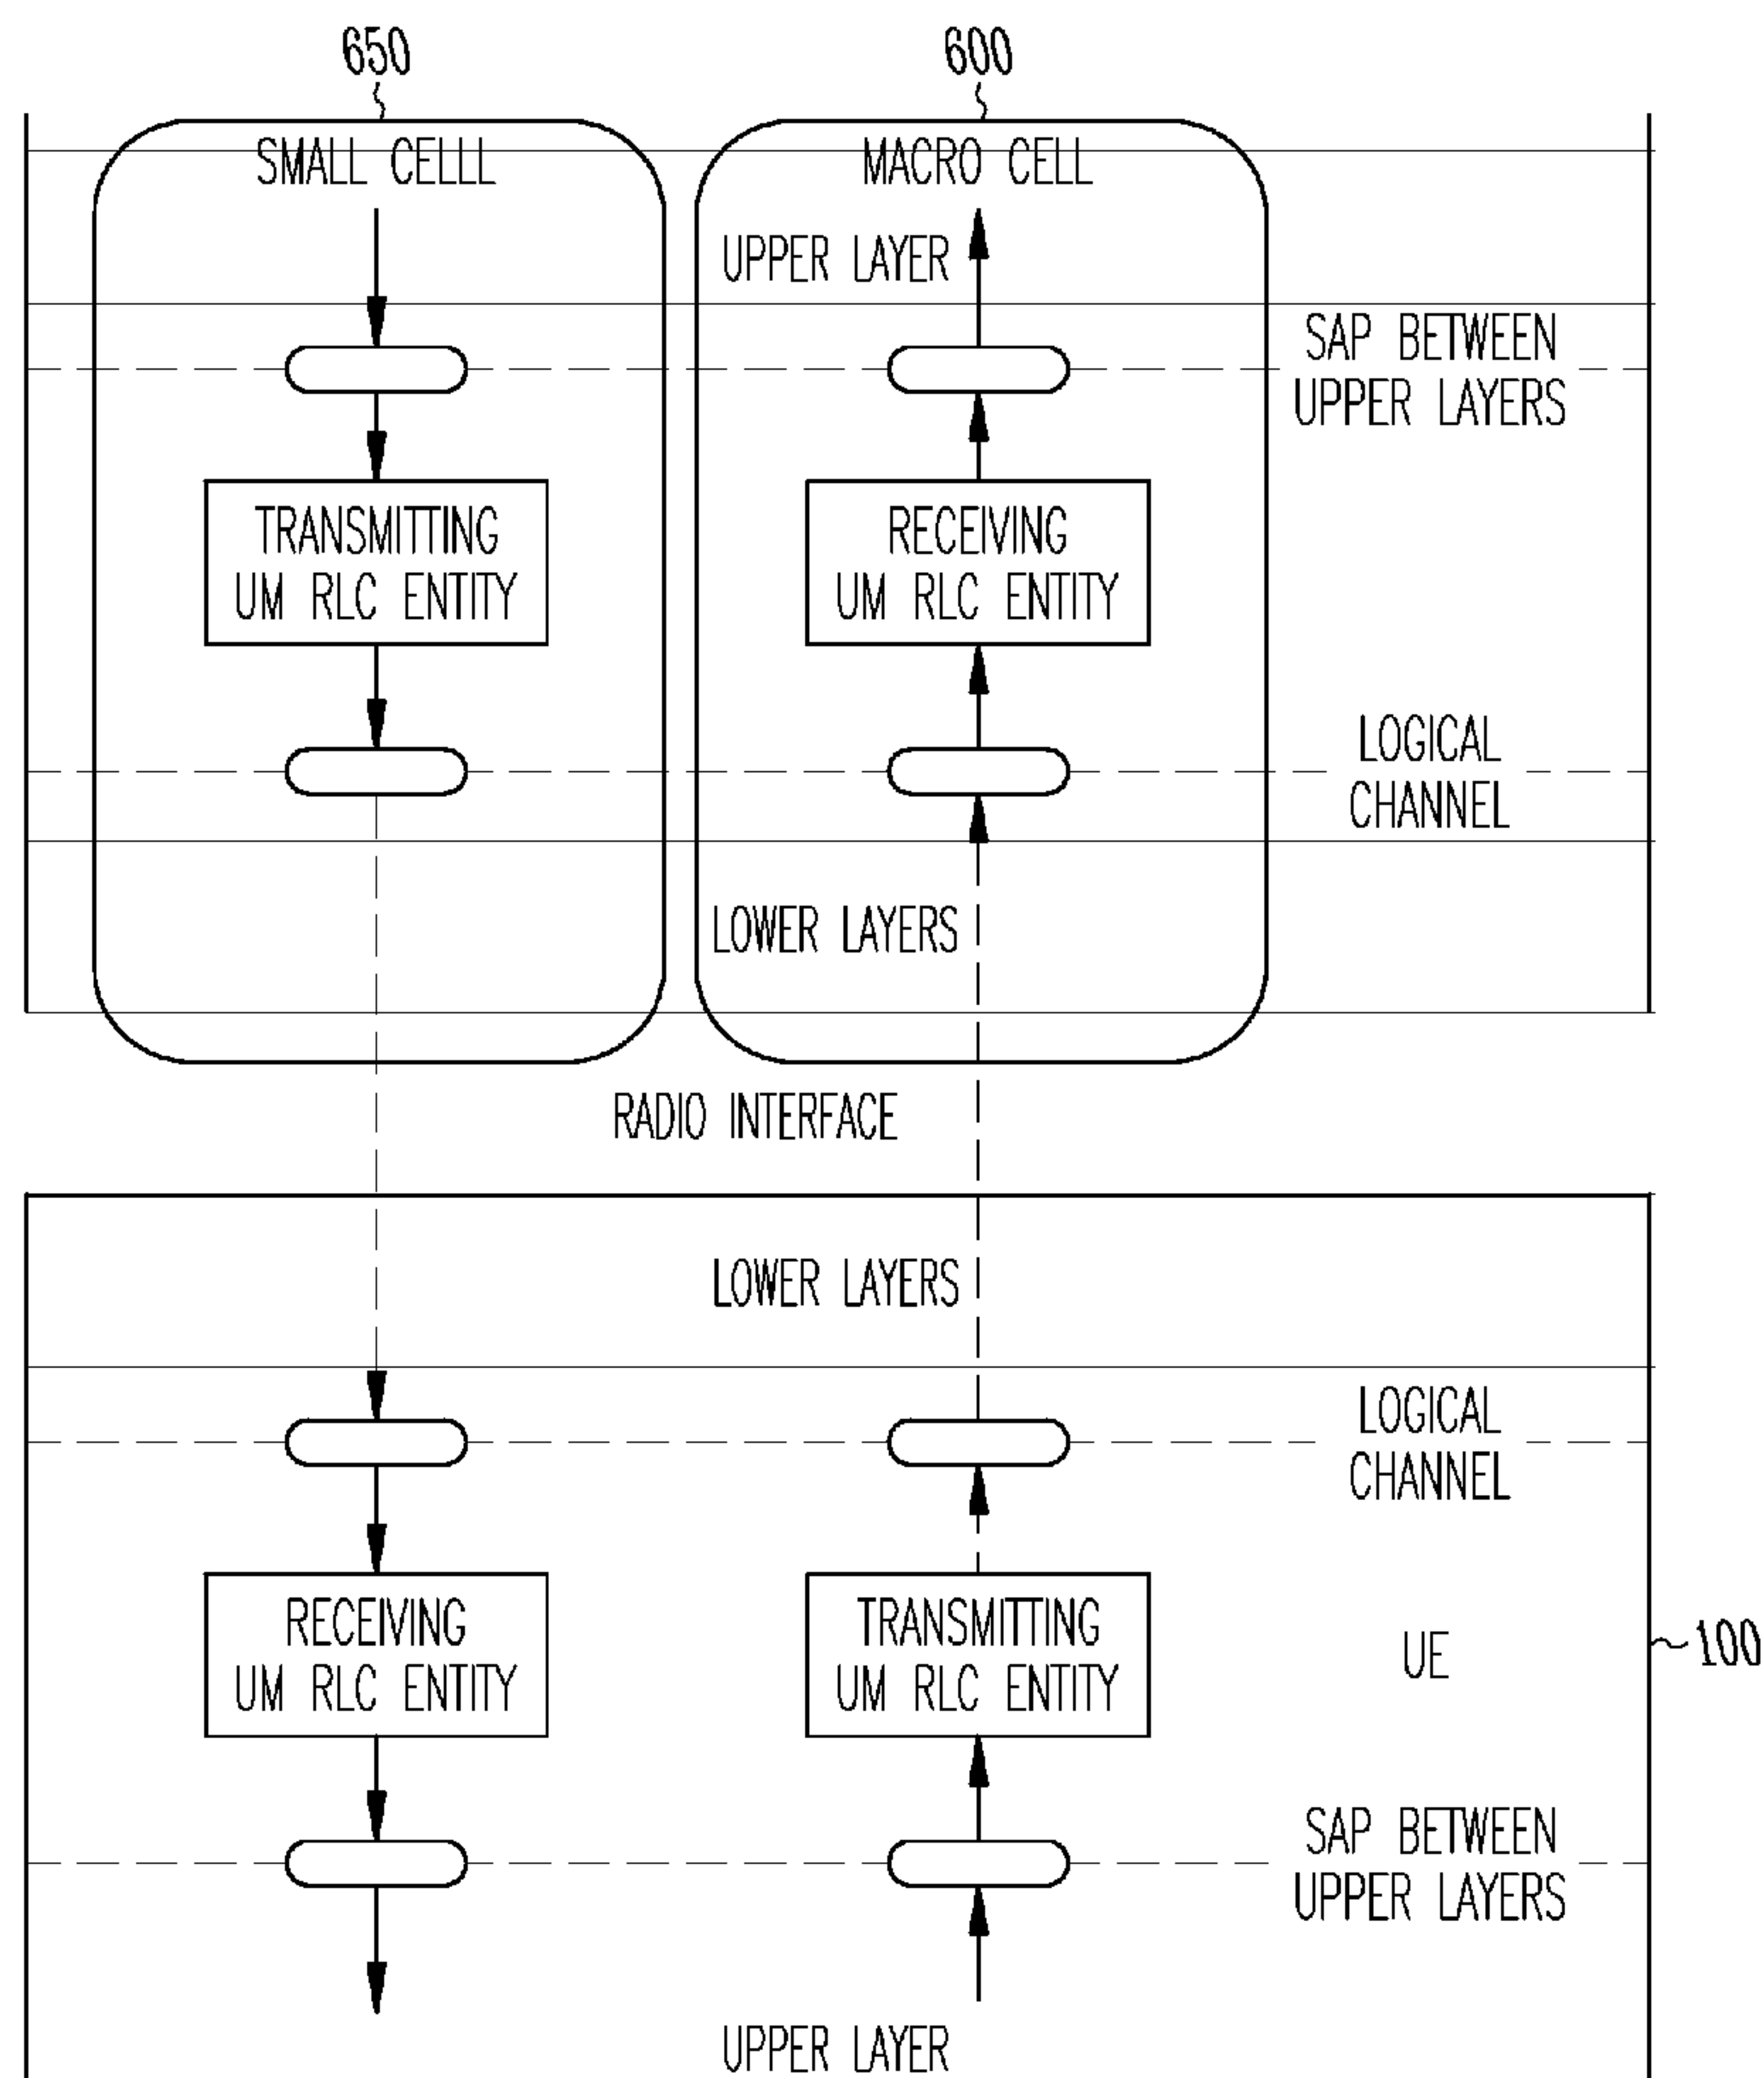 650
600
SMALL CELLL
MACRO CELL
UPPER LAYER
SAP BETWEEN
UPPER LAYERS
TRANSMITTING
UM RLC ENTITY
RECEIVING
UM RLC ENTITY
LOGICAL
CHANNEL
LOWER LAYERS
RADIO INTERFACE
LOWER LAYERS
LOGICAL
CHANNEL
RECEIVING
UM RLC ENTITY
TRANSMITTING
UM RLC ENTITY
UE
100
SAP BETWEEN
UPPER LAYERS
UPPER LAYER